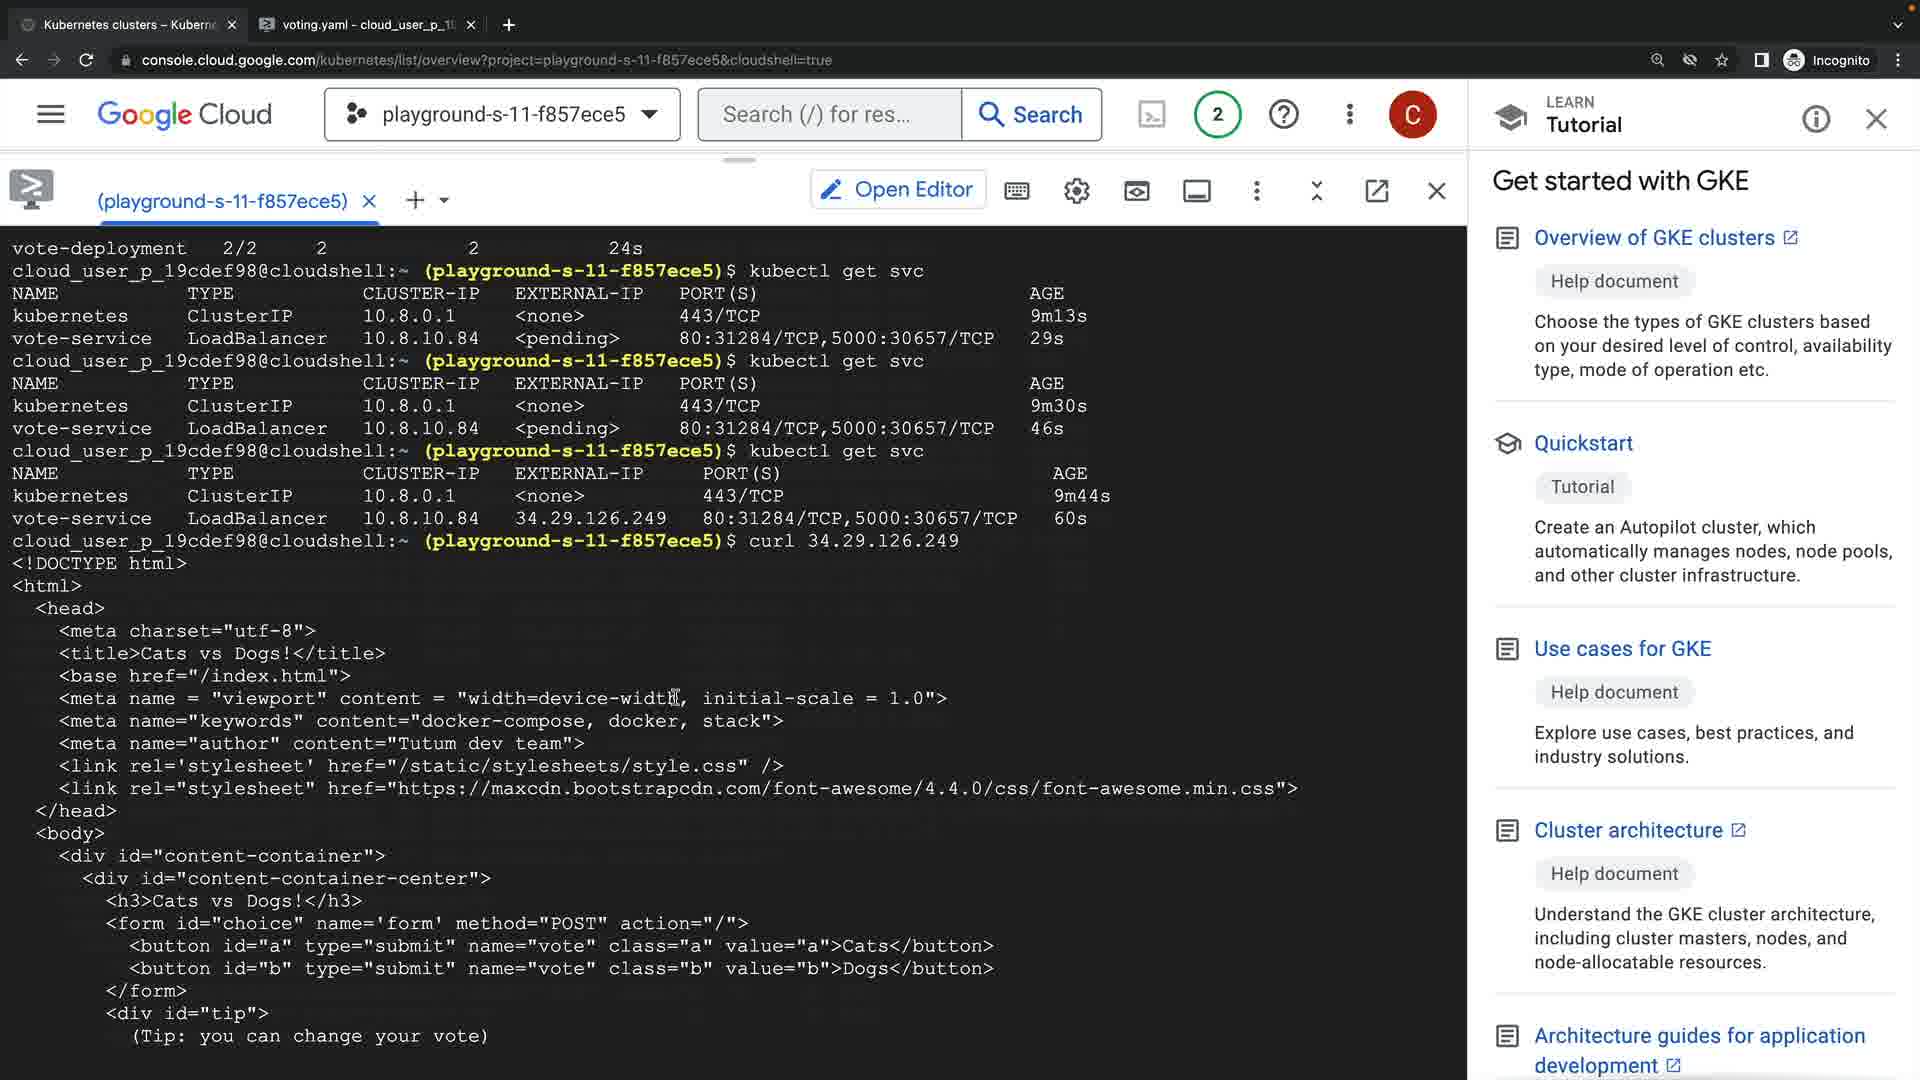 Kubernetes clusters – Kuberne
voting.yaml - cloud_user_p_1
console.cloud.google.com/kubernetes/list/overview?project=playground-s-11-f857ece5&cloudshell=true
Incognito
Google Cloud
playground-s-11-f857ece5
Search (/) for res...
Search
2
C
LEARN
Tutorial
(playground-s-11-f857ece5)
Open Editor
vote-deployment 2/2 2 2 24s
cloud_user_p_19cdef98@cloudshell:~ (playground-s-11-f857ece5)$ kubectl get svc
NAME TYPE CLUSTER-IP EXTERNAL-IP PORT(S) AGE
kubernetes ClusterIP 10.8.0.1 <none> 443/TCP 9m13s
vote-service LoadBalancer 10.8.10.84 <pending> 80:31284/TCP,5000:30657/TCP 29s
cloud_user_p_19cdef98@cloudshell:~ (playground-s-11-f857ece5)$ kubectl get svc
NAME TYPE CLUSTER-IP EXTERNAL-IP PORT(S) AGE
kubernetes ClusterIP 10.8.0.1 <none> 443/TCP 9m30s
vote-service LoadBalancer 10.8.10.84 <pending> 80:31284/TCP,5000:30657/TCP 46s
cloud_user_p_19cdef98@cloudshell:~ (playground-s-11-f857ece5)$ kubectl get svc
NAME TYPE CLUSTER-IP EXTERNAL-IP PORT(S) AGE
kubernetes ClusterIP 10.8.0.1 <none> 443/TCP 9m44s
vote-service LoadBalancer 10.8.10.84 34.29.126.249 80:31284/TCP,5000:30657/TCP 60s
cloud_user_p_19cdef98@cloudshell:~ (playground-s-11-f857ece5)$ curl 34.29.126.249
<!DOCTYPE html>
<html>
<head>
<meta charset="utf-8">
<title>Cats vs Dogs!</title>
<base href="/index.html">
<meta name = "viewport" content = "width=device-width, initial-scale = 1.0">
<meta name="keywords" content="docker-compose, docker, stack">
<meta name="author" content="Tutum dev team">
<link rel='stylesheet' href="/static/stylesheets/style.css" />
<link rel="stylesheet" href="https://maxcdn.bootstrapcdn.com/font-awesome/4.4.0/css/font-awesome.min.css">
</head>
<body>
<div id="content-container">
<div id="content-container-center">
<h3>Cats vs Dogs!</h3>
<form id="choice" name='form' method="POST" action="/">
<button id="a" type="submit" name="vote" class="a" value="a">Cats</button>
<button id="b" type="submit" name="vote" class="b" value="b">Dogs</button>
</form>
<div id="tip">
(Tip: you can change your vote)
Get started with GKE
Overview of GKE clusters
Help document
Choose the types of GKE clusters based
on your desired level of control, availability
type, mode of operation etc.
Quickstart
Tutorial
Create an Autopilot cluster, which
automatically manages nodes, node pools,
and other cluster infrastructure.
Use cases for GKE
Help document
Explore use cases, best practices, and
industry solutions.
Cluster architecture
Help document
Understand the GKE cluster architecture,
including cluster masters, nodes, and
node-allocatable resources.
Architecture guides for application
development